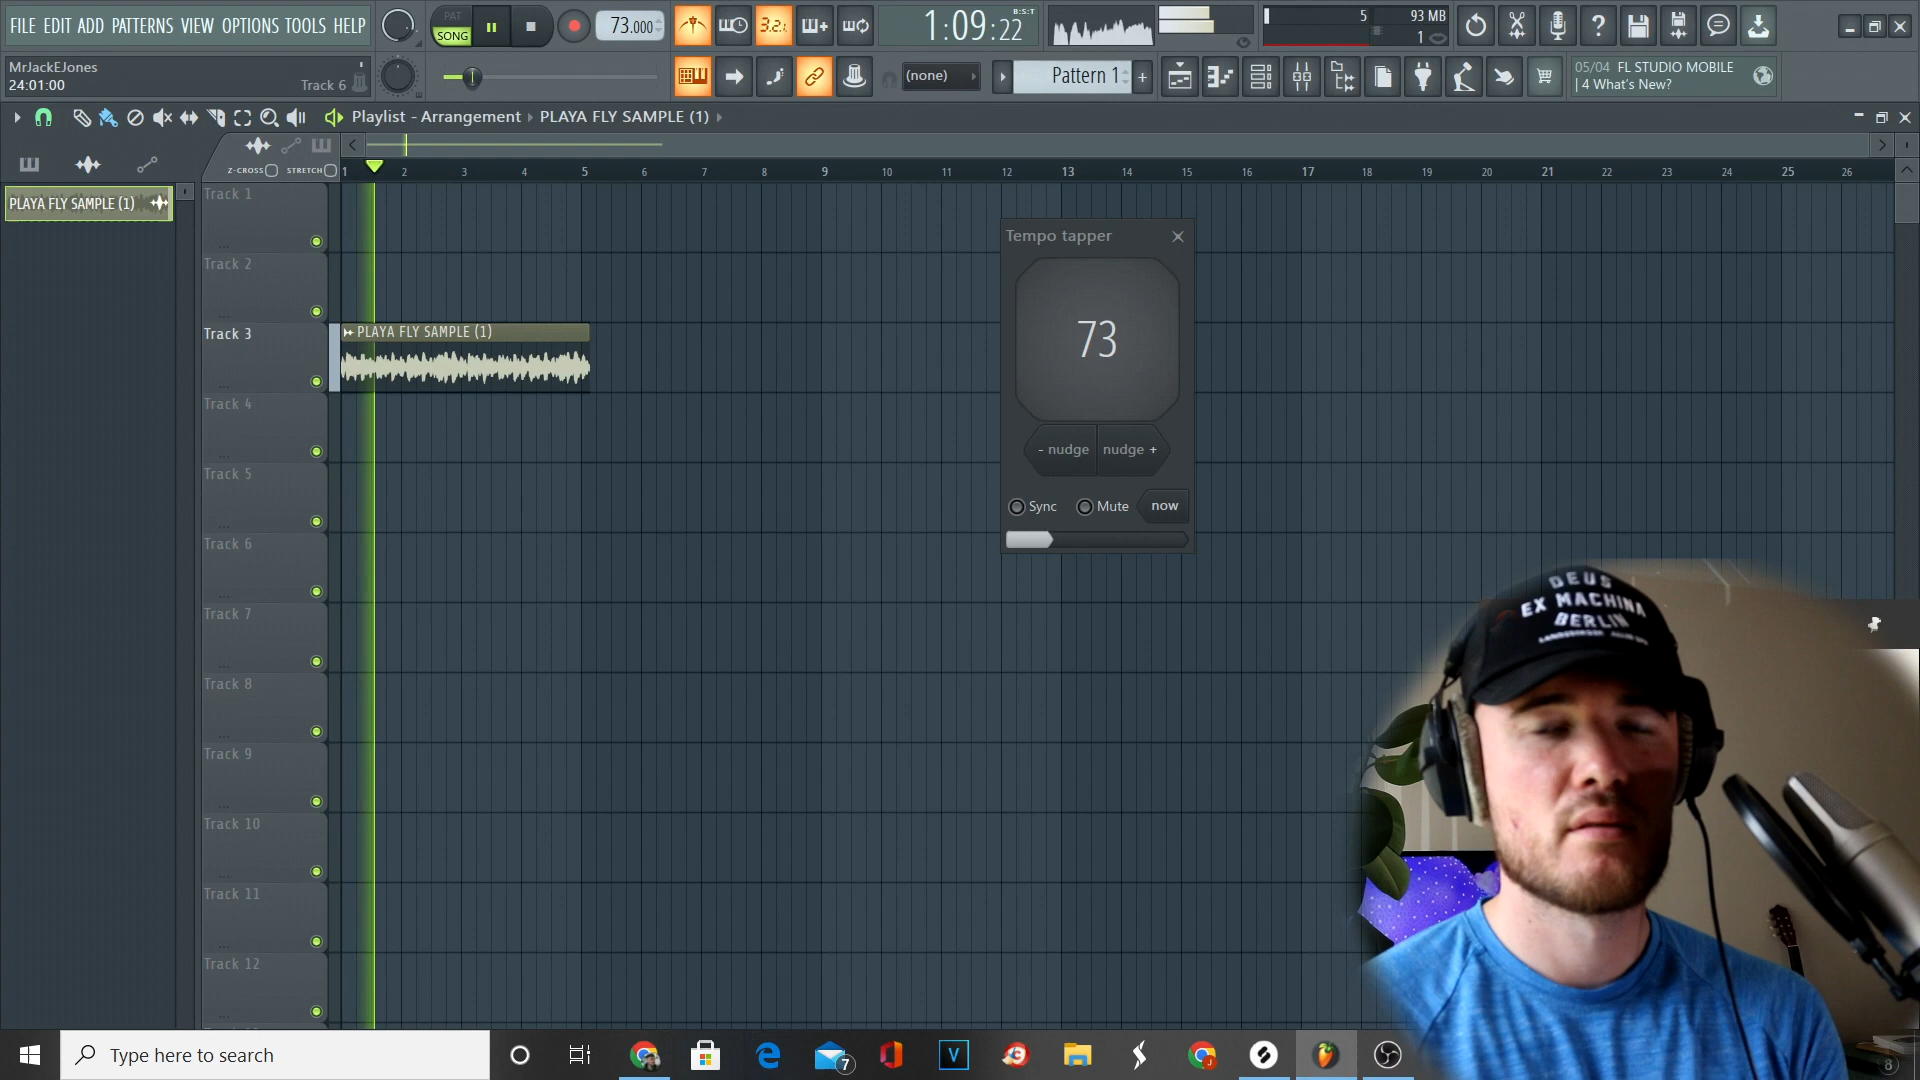 FILE EDIT ADD PATTERNS VIEW OPTIONS TOOLS HELP
PAT
SONG
73.000
3.2.
1:09:22
B:S:T
5
93 MB
1
MrJackEJones
24:01:00
Track 6
(none)
Pattern 1
+
05/04 FL STUDIO MOBILE
| 4 What's New?
Playlist - Arrangement ▸ PLAYA FLY SAMPLE (1) ▸
Z-CROSS
STRETCH
1 2 3 4 5 6 7 8 9 10 11 12 13 14 15 16 17 18 19 20 21 22 23 24 25 26
PLAYA FLY SAMPLE (1)
Track 1
Track 2
Track 3
PLAYA FLY SAMPLE (1)
Track 4
Track 5
Track 6
Track 7
Track 8
Track 9
Track 10
Track 11
Track 12
Tempo tapper
73
- nudge
nudge +
Sync
Mute
now
DEUS
EX MACHINA
BERLIN
Type here to search
7
V
8